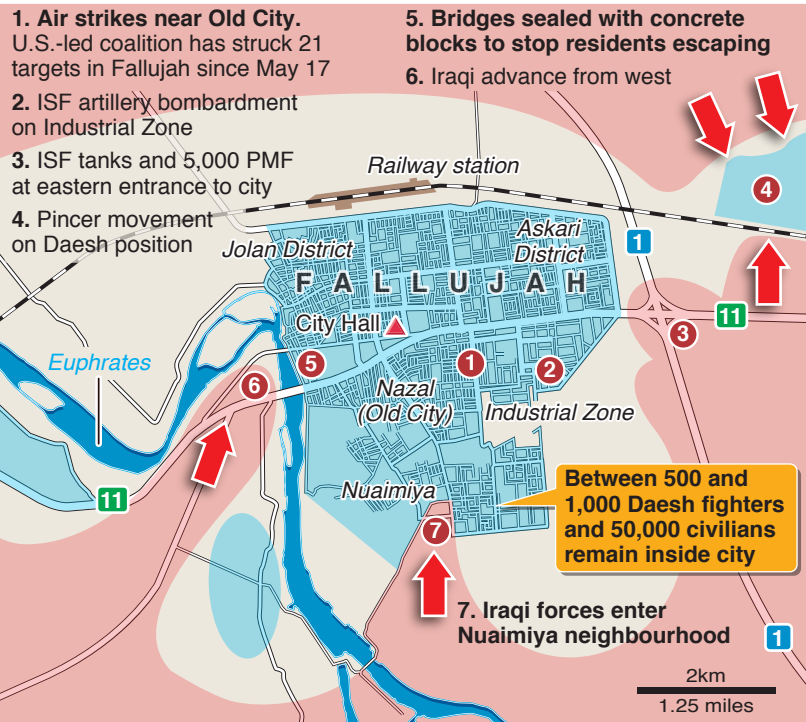 1. Air strikes near Old City.
U.S.-led coalition has struck 21
targets in Fallujah since May 17
2. ISF artillery bombardment
on Industrial Zone
3. ISF tanks and 5,000 PMF
at eastern entrance to city
4. Pincer movement
on Daesh position
5. Bridges sealed with concrete
blocks to stop residents escaping
6. Iraqi advance from west
Railway station
4
Jolan District
Askari
District
1
FALLUJAH
11
City Hall
3
Euphrates
5
1
2
6
Nazal
(Old City)
Industrial Zone
11
Nuaimiya
Between 500 and
1,000 Daesh fighters
and 50,000 civilians
remain inside city
7
7. Iraqi forces enter
Nuaimiya neighbourhood
1
2km
1.25 miles